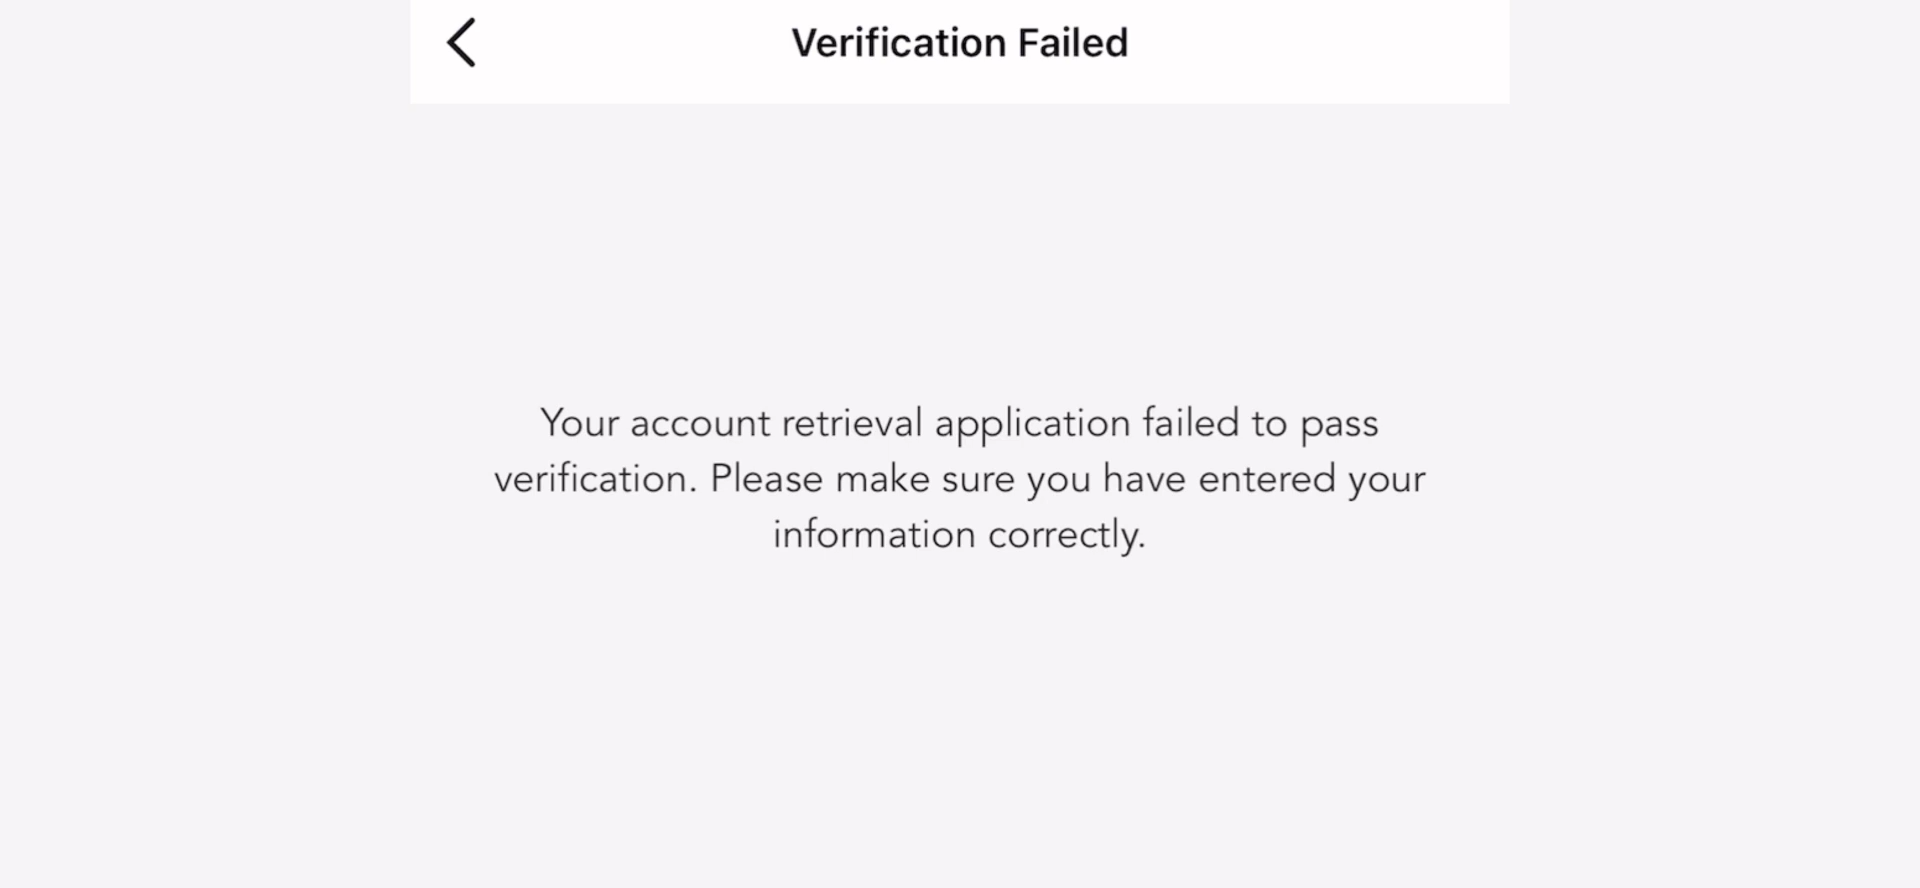 Verification Failed
Your account retrieval application failed to pass
verification. Please make sure you have entered your
information correctly.